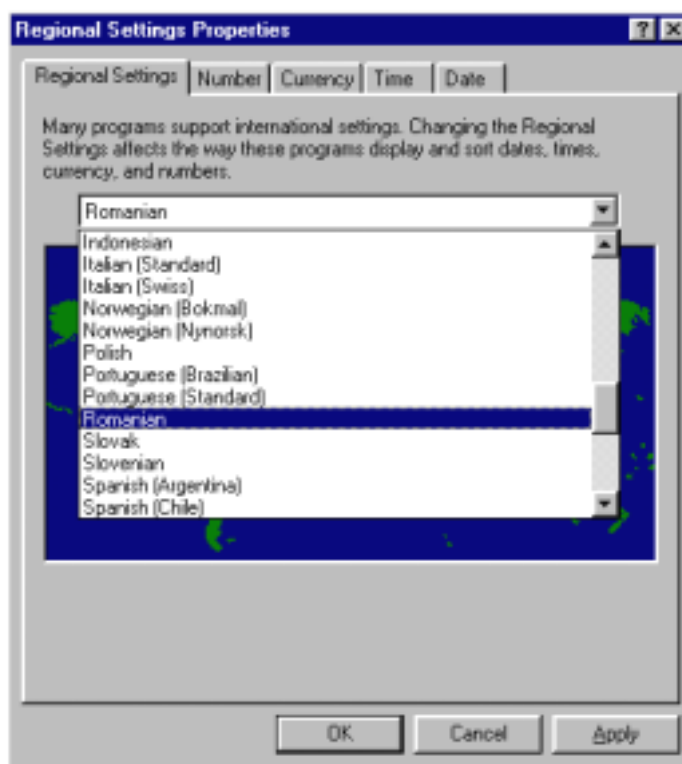 Regional Settings Properties
Regional Settings Number Currency Time Date
Many programs support international settings. Changing the Regional
Settings affects the way these programs display and sort dates, times,
currency, and numbers.
Romanian
Indonesian
Italian (Standard)
Italian (Swiss)
Norwegian (Bokmal)
Norwegian (Nynorsk)
Polish
Portuguese (Brazilian)
Portuguese (Standard)
Romanian
Slovak
Slovenian
Spanish (Argentina)
Spanish (Chile)
OK Cancel Apply